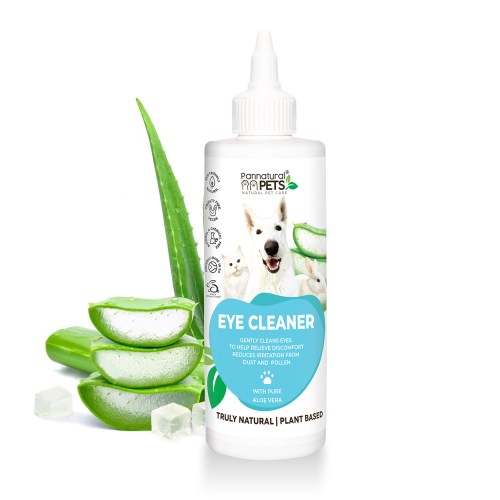 Pannatural®
PETS
NATURAL PET CARE
EYE CLEANER
GENTLY CLEANS EYES
TO HELP RELIEVE DISCOMFORT
REDUCES IRRITATION FROM
DUST AND POLLEN
WITH PURE
ALOE VERA
TRULY NATURAL | PLANT BASED